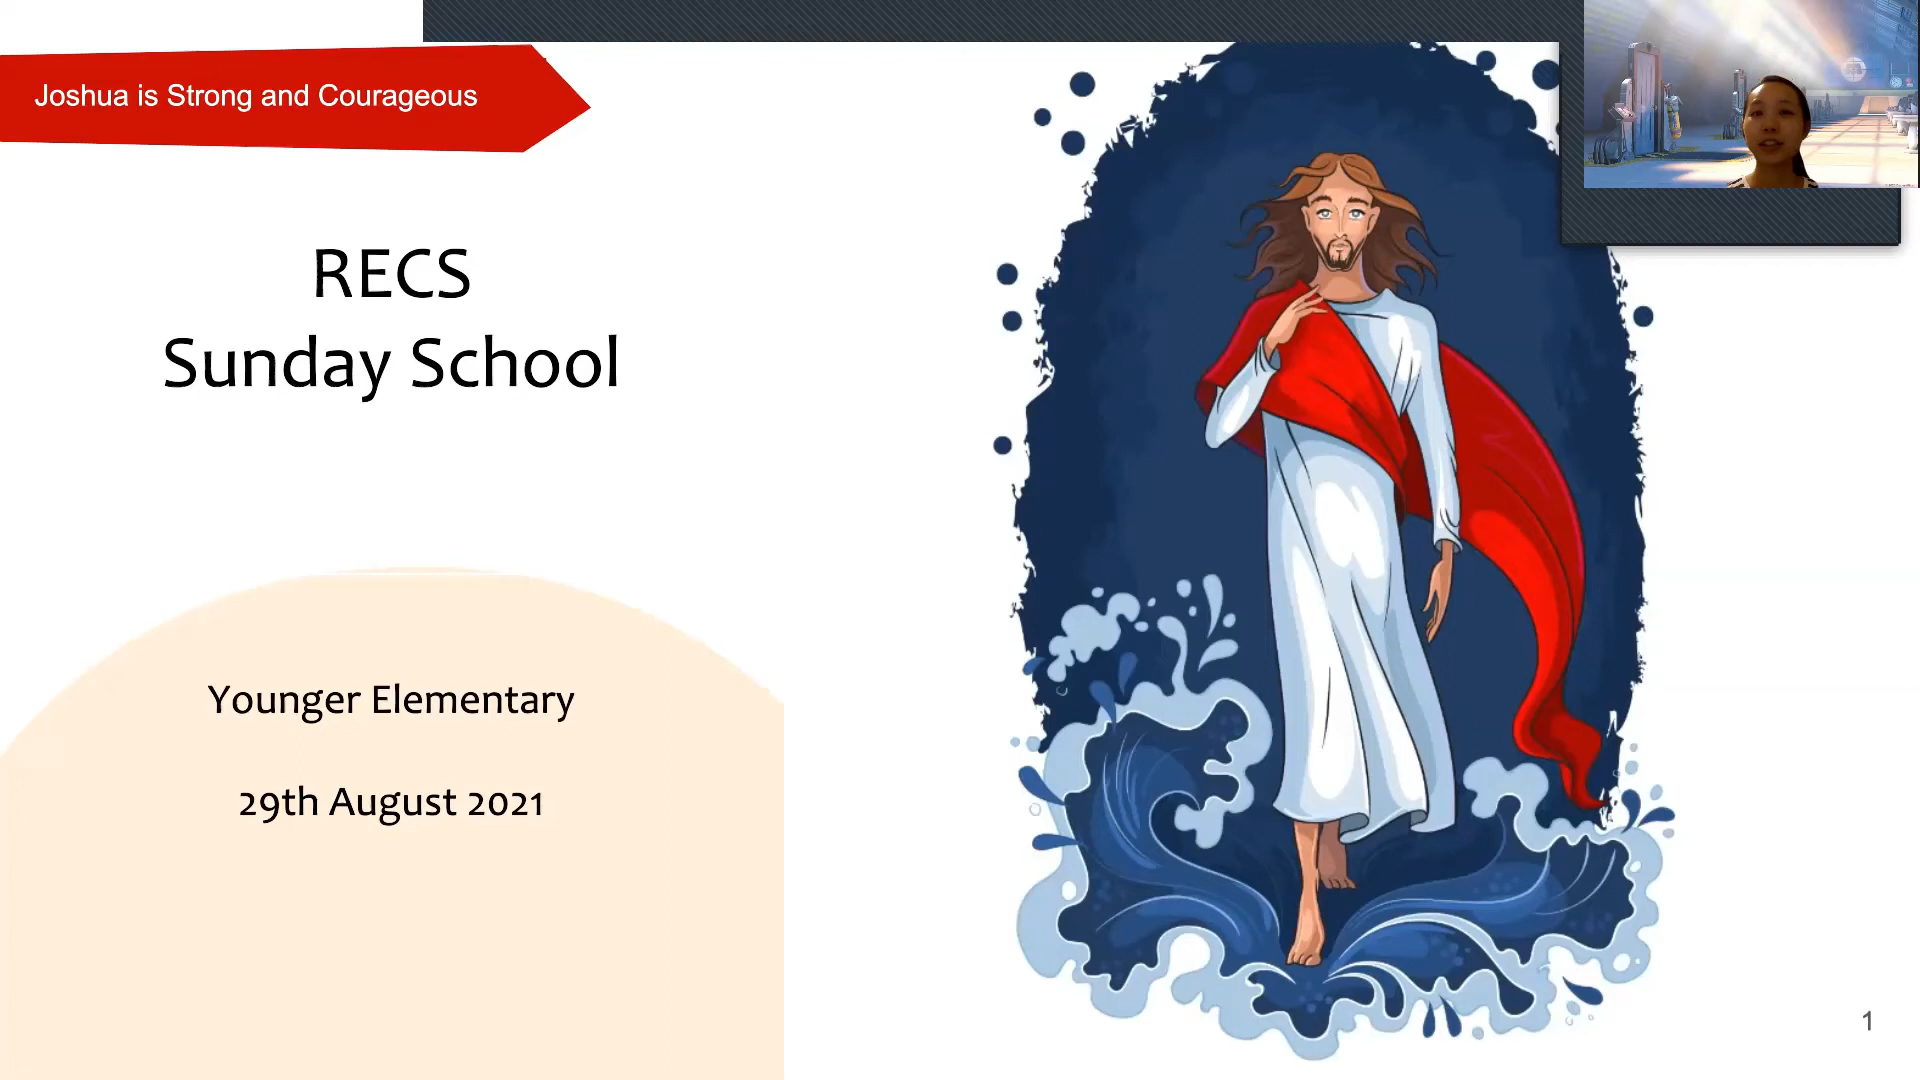 Joshua is Strong and Courageous
RECS
Sunday School
Younger Elementary
29th August 2021
1